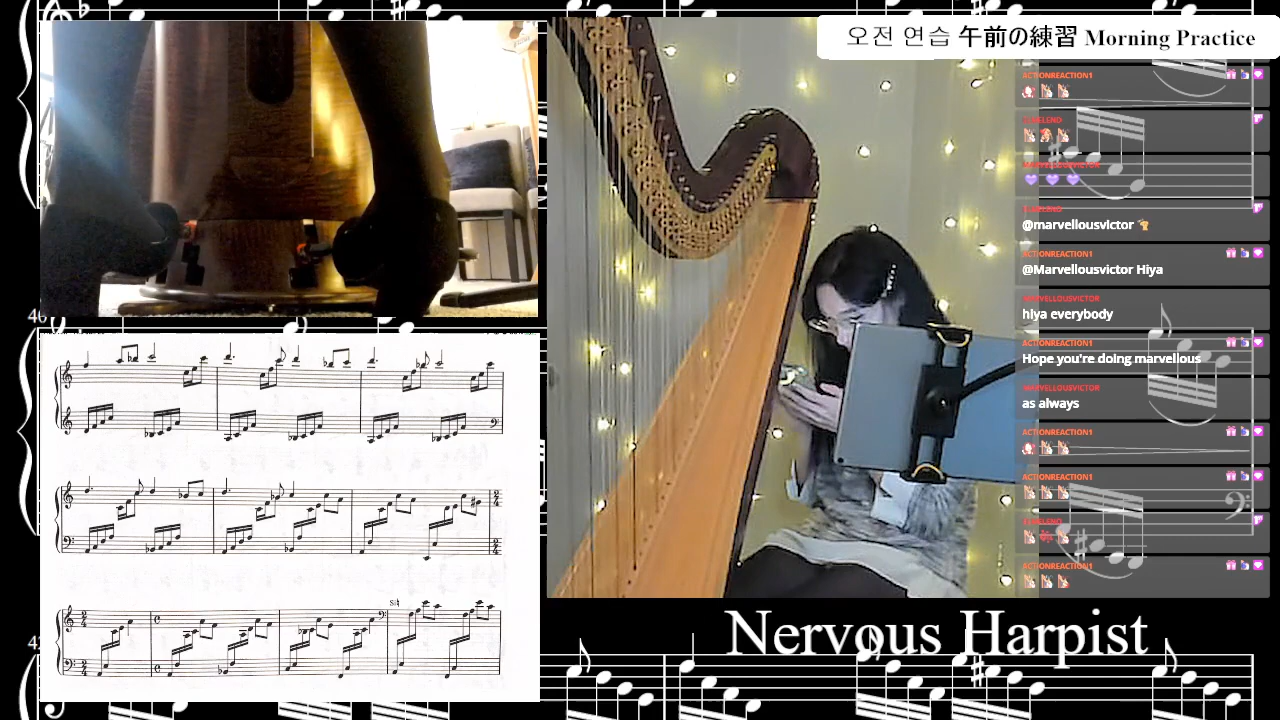 오전 연습 午前の練習 Morning Practice
ACTIONREACTION1
MARVELLOUSVICTOR
@marvellousvictor
ACTIONREACTION1
@Marvellousvictor Hiya
MARVELLOUSVICTOR
hiya everybody
ACTIONREACTION1
Hope you're doing marvellous
MARVELLOUSVICTOR
as always
ACTIONREACTION1
ACTIONREACTION1
ACTIONREACTION1
Nervous Harpist